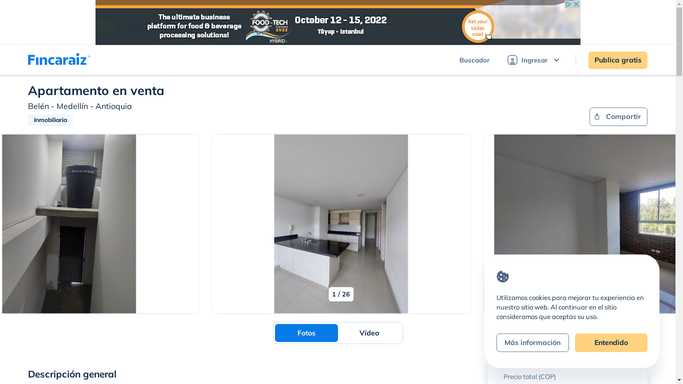 The ultimate business
platform for food & beverage
processing solutions!
FOOD-TECH
HYBRID
October 12 - 15, 2022
Tüyap - Istanbul
Get your
ticket
now!
Fincaraiz
Buscador
Ingresar
Publica gratis
Apartamento en venta
Belén - Medellín - Antioquia
Inmobiliaria
Compartir
1 / 26
Fotos
Vídeo
Utilizamos cookies para mejorar tu experiencia en
nuestro sitio web. Al continuar en el sitio
consideramos que aceptas su uso.
Más información
Entendido
Descripción general
Precio total (COP)